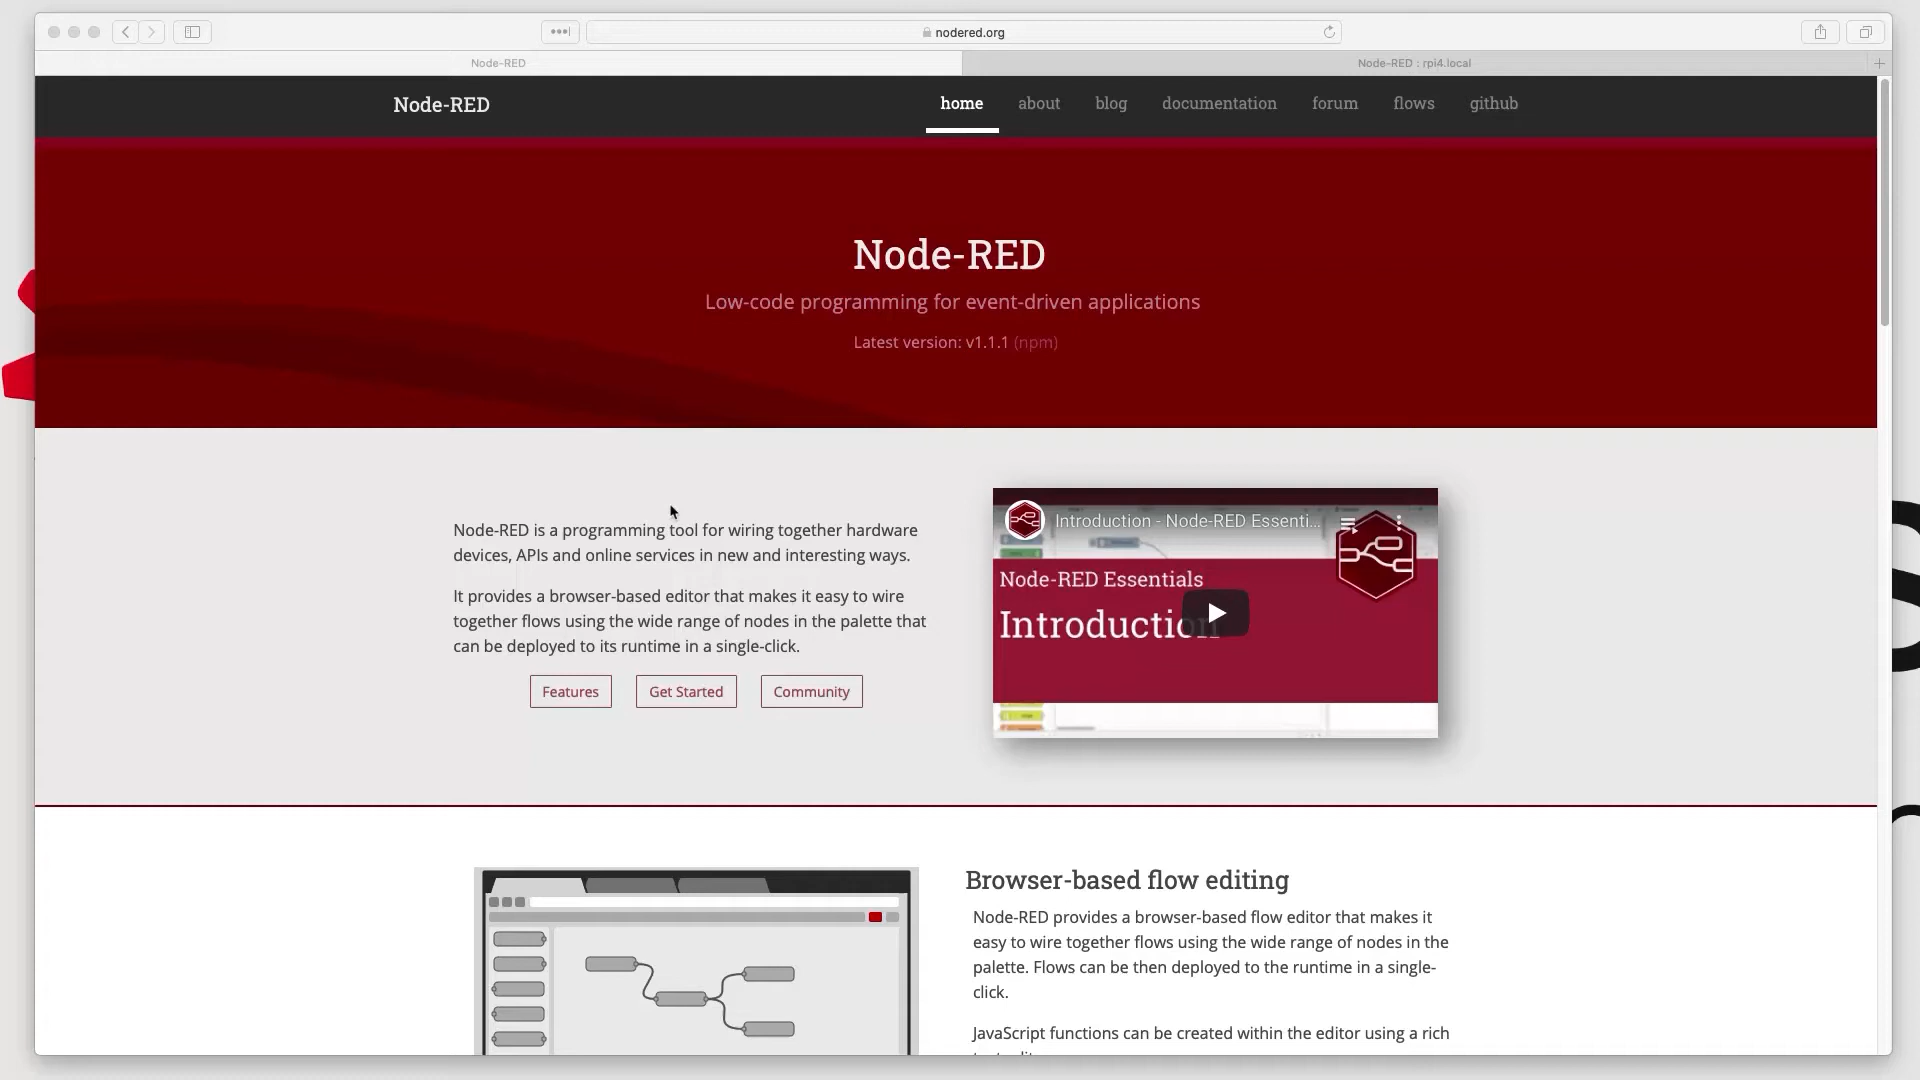 nodered.org
Node-RED
Node-RED : rpi4.local
Node-RED
home
about
blog
documentation
forum
flows
github
Node-RED
Low-code programming for event-driven applications
Latest version: v1.1.1 (npm)
Node-RED is a programming tool for wiring together hardware
devices, APIs and online services in new and interesting ways.
It provides a browser-based editor that makes it easy to wire
together flows using the wide range of nodes in the palette that
can be deployed to its runtime in a single-click.
Features
Get Started
Community
Introduction - Node-RED Essenti...
Node-RED Essentials
Introduction
Browser-based flow editing
Node-RED provides a browser-based flow editor that makes it
easy to wire together flows using the wide range of nodes in the
palette. Flows can be then deployed to the runtime in a single-
click.
JavaScript functions can be created within the editor using a rich